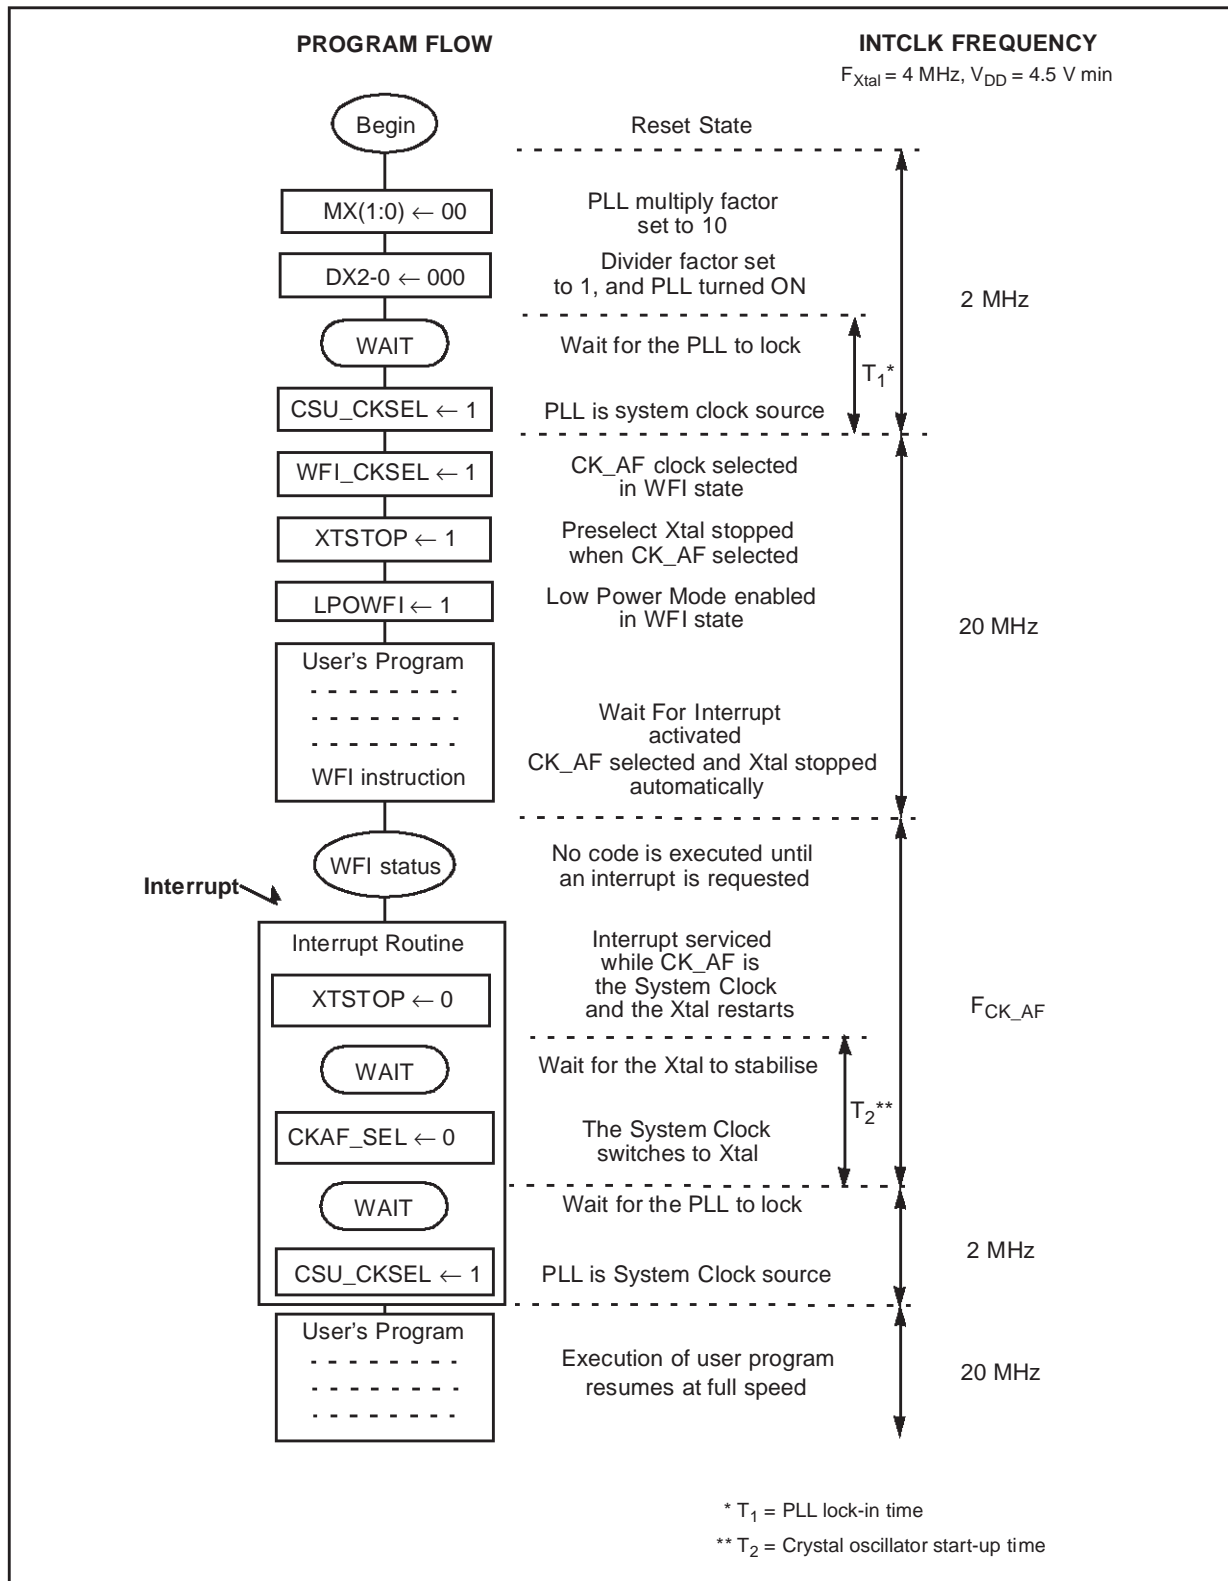 PROGRAM FLOW
INTCLK FREQUENCY
F_Xtal = 4 MHz, V_DD = 4.5 V min
Begin
Reset State
MX(1:0) ← 00
PLL multiply factor
set to 10
DX2-0 ← 000
Divider factor set
to 1, and PLL turned ON
2 MHz
WAIT
Wait for the PLL to lock
T_1*
CSU_CKSEL ← 1
PLL is system clock source
WFI_CKSEL ← 1
CK_AF clock selected
in WFI state
XTSTOP ← 1
Preselect Xtal stopped
when CK_AF selected
LPOWFI ← 1
Low Power Mode enabled
in WFI state
20 MHz
User's Program
Wait For Interrupt
activated
CK_AF selected and Xtal stopped
automatically
WFI instruction
WFI status
No code is executed until
an interrupt is requested
Interrupt
Interrupt Routine
Interrupt serviced
while CK_AF is
the System Clock
and the Xtal restarts
XTSTOP ← 0
F_CK_AF
WAIT
Wait for the Xtal to stabilise
T_2**
CKAF_SEL ← 0
The System Clock
switches to Xtal
WAIT
Wait for the PLL to lock
2 MHz
CSU_CKSEL ← 1
PLL is System Clock source
User's Program
Execution of user program
resumes at full speed
20 MHz
* T_1 = PLL lock-in time
** T_2 = Crystal oscillator start-up time